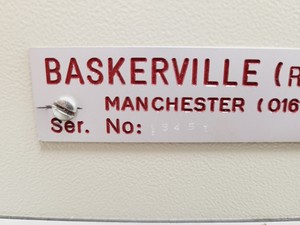 BASKERVILLE (R
MANCHESTER (016
Ser. No: